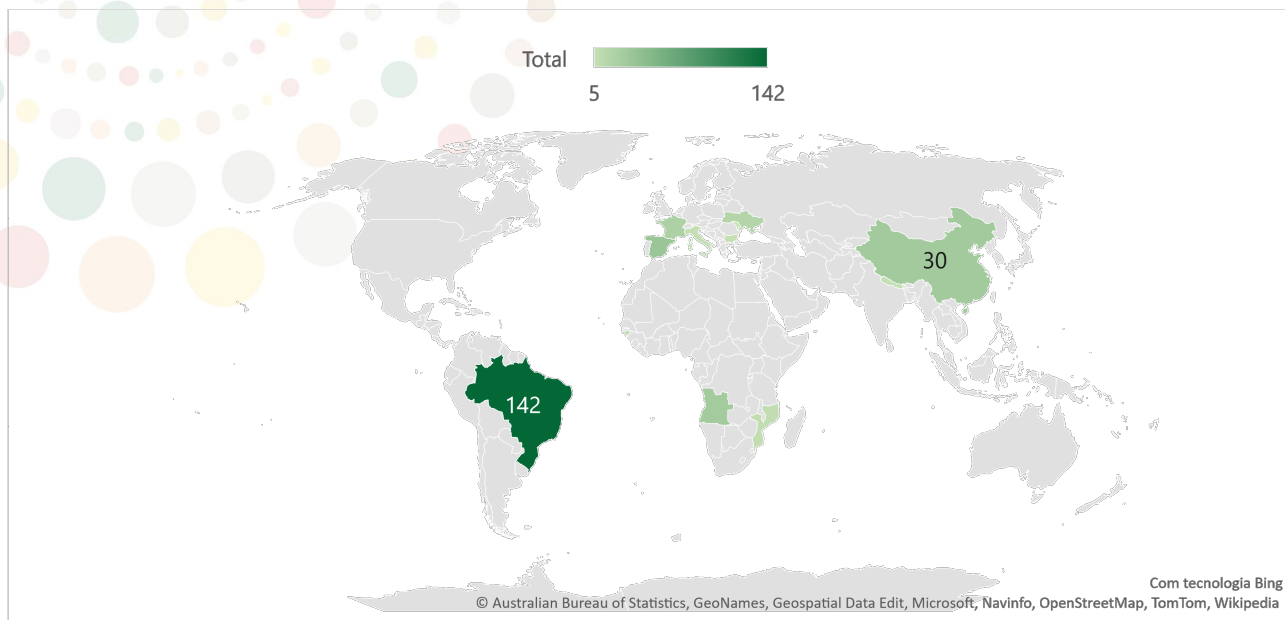 Total
5 142
30
142
Com tecnologia Bing
© Australian Bureau of Statistics, GeoNames, Geospatial Data Edit, Microsoft, Navinfo, OpenStreetMap, TomTom, Wikipedia